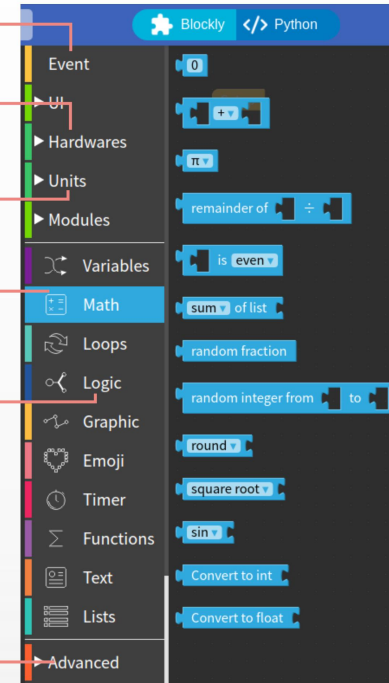 Blockly </> Python
Event
UI
Hardwares
Units
Modules
Variables
Math
Loops
Logic
Graphic
Emoji
Timer
Functions
Text
Lists
Advanced
0
+
π
remainder of ÷
is even
sum of list
random fraction
random integer from to
round
square root
sin
Convert to int
Convert to float